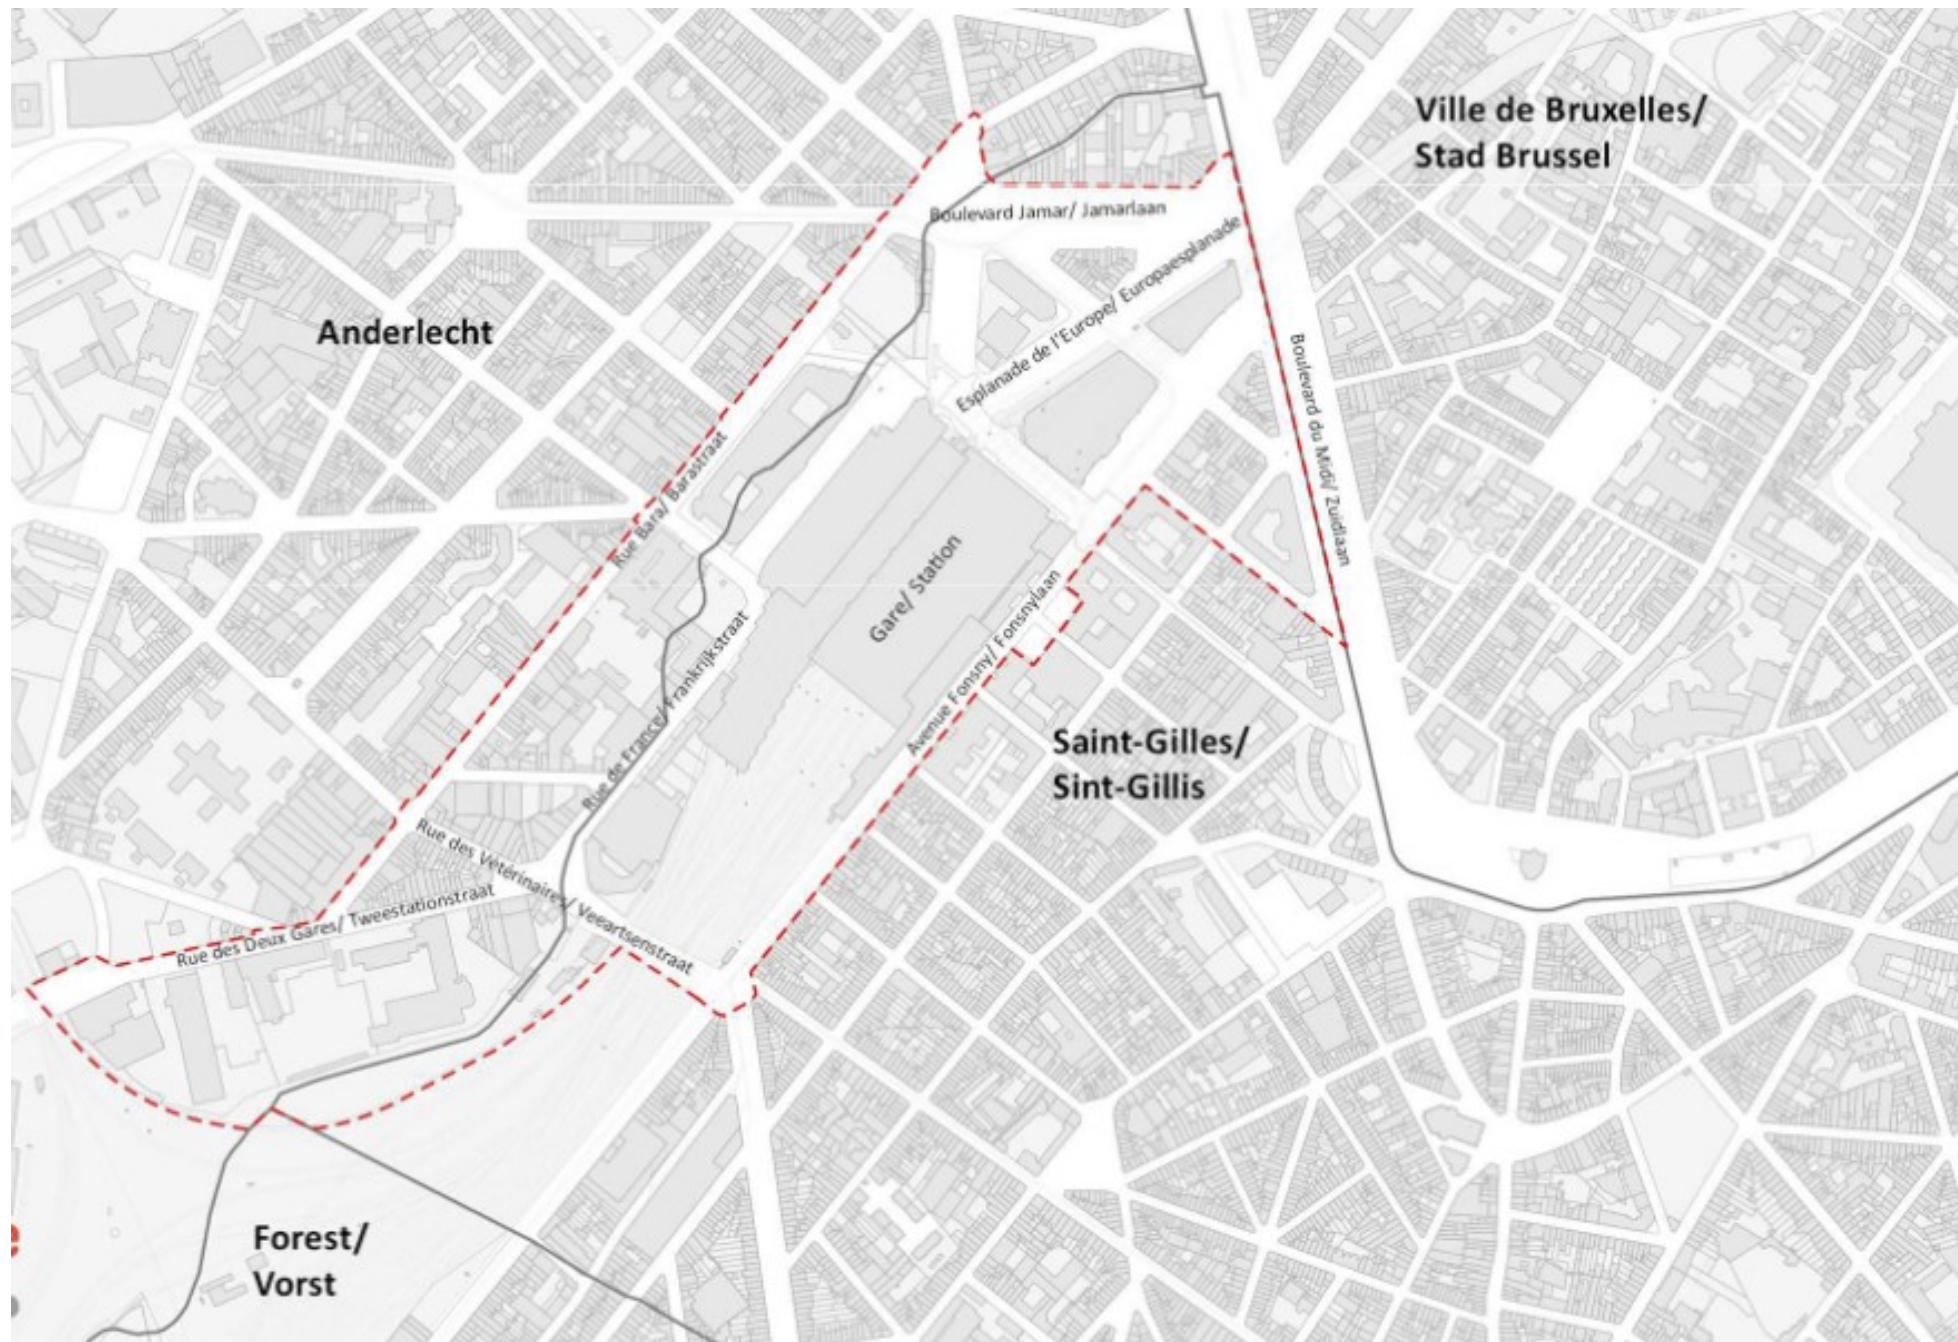 Ville de Bruxelles/
Stad Brussel
Boulevard Jamar/ Jamarlaan
Esplanade de l'Europe/ Europaesplanade
Anderlecht
Boulevard du Midi/ Zuidlaan
Rue Bara/ Barastraat
Gare/ Station
Rue de France/ Frankrijkstraat
Avenue Fonsny/ Fonsnylaan
Saint-Gilles/
Sint-Gillis
Rue des Vétérinaires/ Veeartsenstraat
Rue des Deux Gares/ Tweestationstraat
Forest/
Vorst